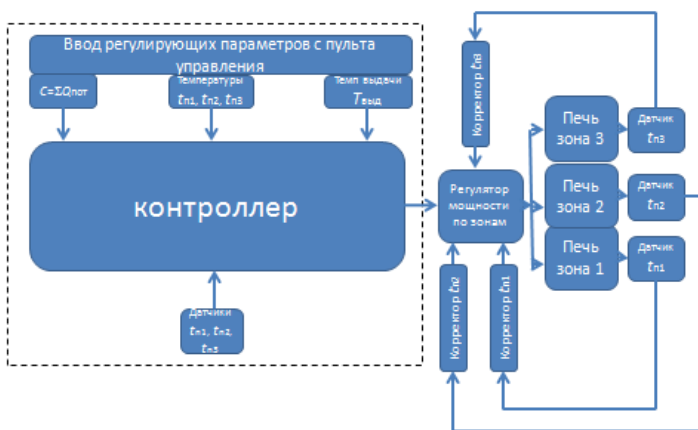 Ввод регулирующих параметров с пульта
управления
C=ΣQпот
Температуры
tп1, tп2, tп3
Темп выдачи
Tвыд
контроллер
Датчики
tп1, tп2,
tп3
Корректор tп3
Регулятор
мощности
по зонам
Корректор tп2
Корректор tп1
Печь
зона 3
Печь
зона 2
Печь
зона 1
Датчик
tп3
Датчик
tп2
Датчик
tп1